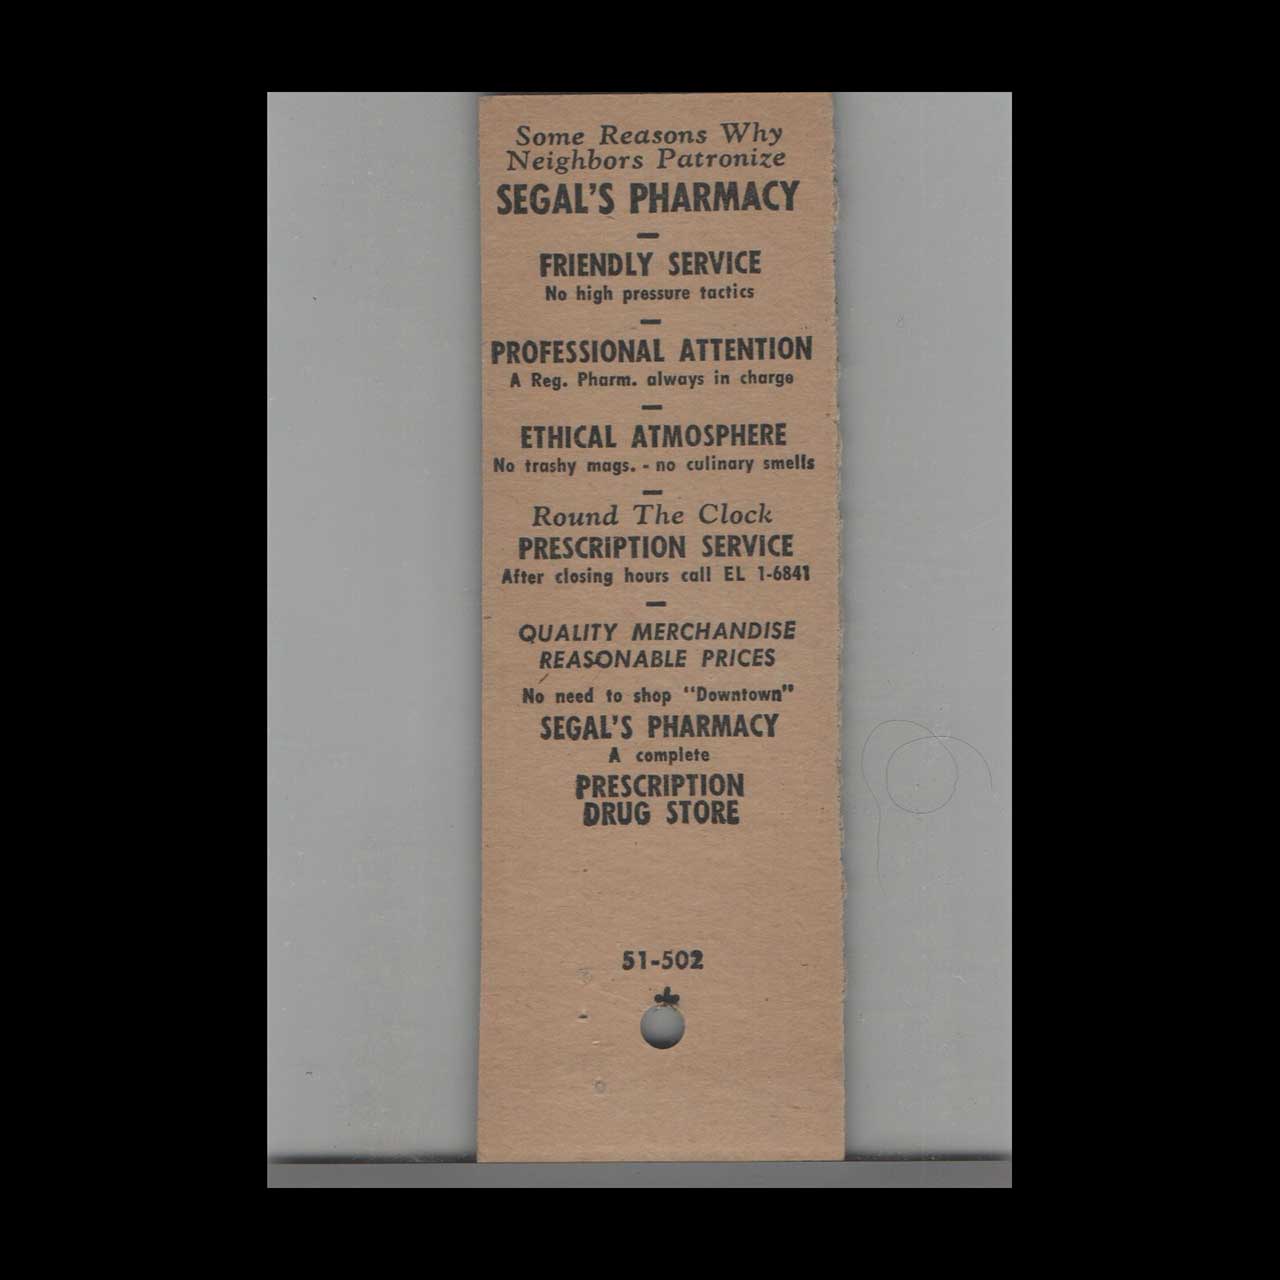 Some Reasons Why
Neighbors Patronize
SEGAL'S PHARMACY
—
FRIENDLY SERVICE
No high pressure tactics
—
PROFESSIONAL ATTENTION
A Reg. Pharm. always in charge
—
ETHICAL ATMOSPHERE
No trashy mags. - no culinary smells
—
Round The Clock
PRESCRIPTION SERVICE
After closing hours call EL 1-6841
—
QUALITY MERCHANDISE
REASONABLE PRICES
No need to shop "Downtown"
SEGAL'S PHARMACY
A complete
PRESCRIPTION
DRUG STORE
51-502